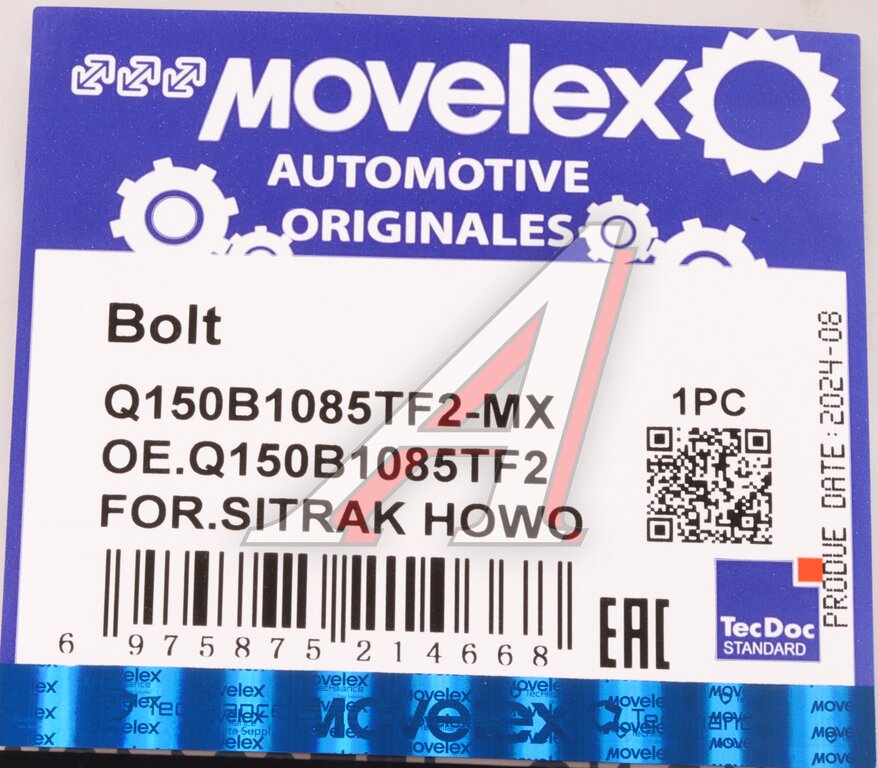 MOVelex
AUTOMOTIVE
ORIGINALES
Bolt
Q150B1085TF2-MX
OE.Q150B1085TF2
FOR.SITRAK HOWO
1PC
PRODUE DATE:2024-08
6 975875 214668
EAC
TecDoc
STANDARD
MOVelex